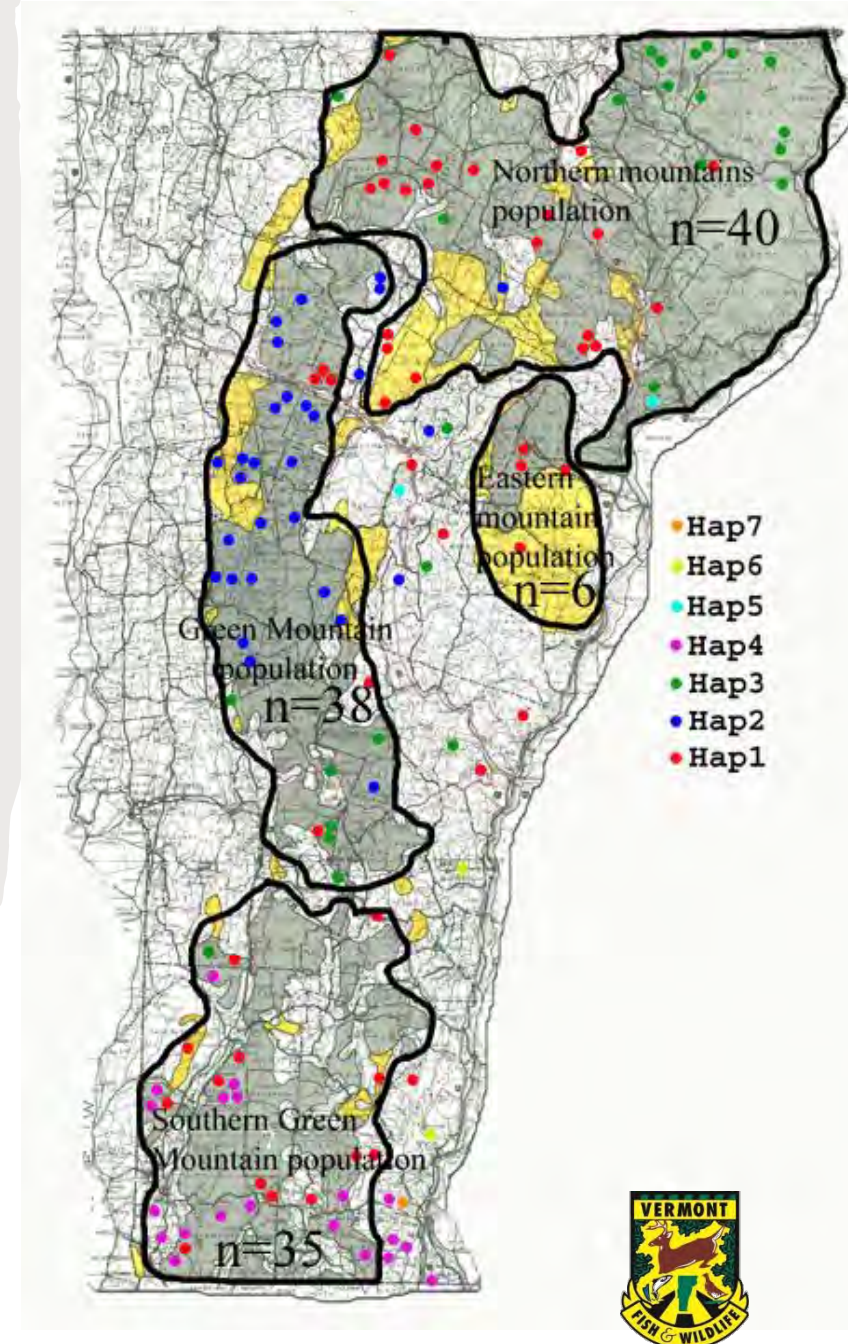 Northern mountains
population
n=40
Eastern
mountain
population
n=6
Hap7
Hap6
Hap5
Hap4
Hap3
Hap2
Hap1
Green Mountain
population
n=38
Southern Green
Mountain population
n=35
VERMONT
FISH & WILDLIFE